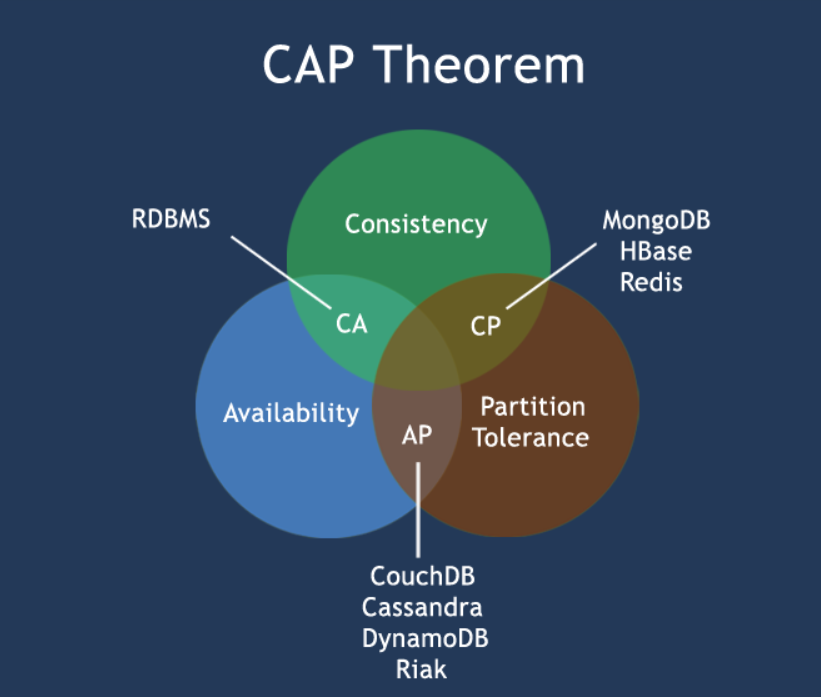 CAP Theorem
RDBMS
Consistency
MongoDB
HBase
Redis
CA
CP
Availability
Partition
Tolerance
AP
CouchDB
Cassandra
DynamoDB
Riak